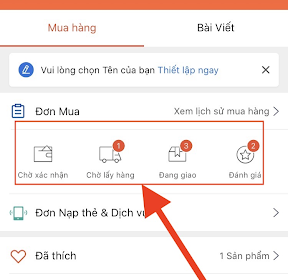 Mua hàng
Bài Viết
Vui lòng chọn Tên của bạn Thiết lập ngay
Đơn Mua
Xem lịch sử mua hàng
1
3
2
Chờ xác nhận
Chờ lấy hàng
Đang giao
Đánh giá
Đơn Nạp thẻ & Dịch vụ
Đã thích
1 Sản phẩm